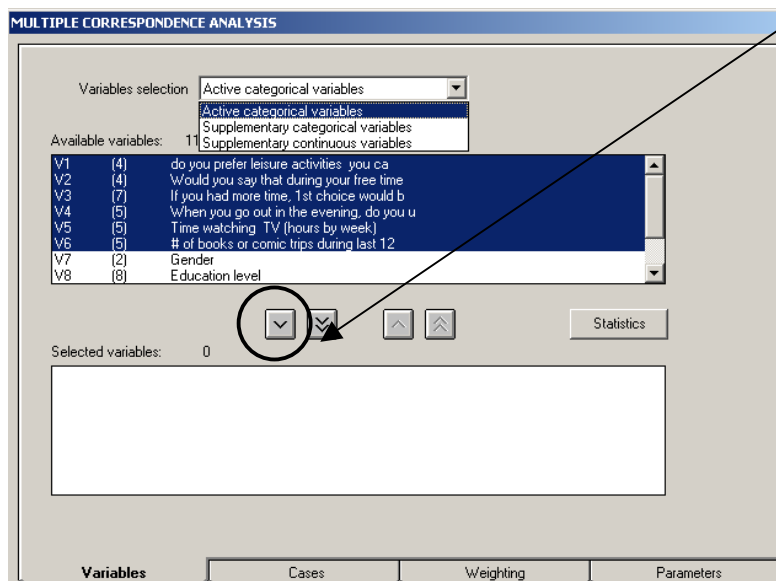 MULTIPLE CORRESPONDENCE ANALYSIS
Variables selection Active categorical variables
Active categorical variables
Supplementary categorical variables
Available variables: 11 Supplementary continuous variables
V1 (4) do you prefer leisure activities you ca
V2 (4) Would you say that during your free time
V3 (7) If you had more time, 1st choice would b
V4 (5) When you go out in the evening, do you u
V5 (5) Time watching TV (hours by week)
V6 (5) # of books or comic trips during last 12
V7 (2) Gender
V8 (8) Education level
Statistics
Selected variables: 0
Variables Cases Weighting Parameters